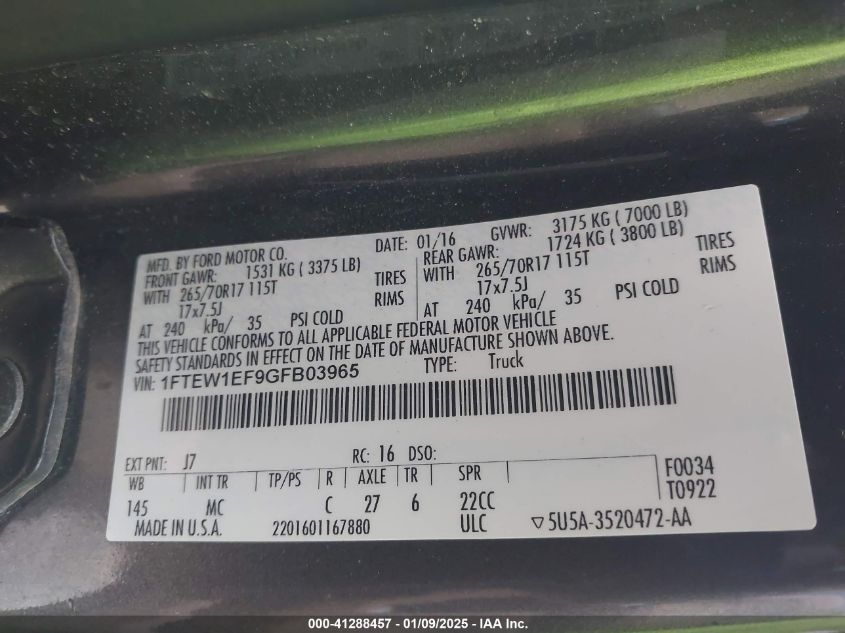 MFD. BY FORD MOTOR CO. DATE: 01/16 GVWR: 3175 KG ( 7000 LB)
FRONT GAWR: 1531 KG ( 3375 LB) REAR GAWR: 1724 KG ( 3800 LB)
WITH 265/70R17 115T TIRES WITH 265/70R17 115T TIRES
17x7.5J RIMS 17x7.5J RIMS
AT 240 kPa/ 35 PSI COLD AT 240 kPa/ 35 PSI COLD
THIS VEHICLE CONFORMS TO ALL APPLICABLE FEDERAL MOTOR VEHICLE
SAFETY STANDARDS IN EFFECT ON THE DATE OF MANUFACTURE SHOWN ABOVE.
VIN: 1FTEW1EF9GFB03965 TYPE: Truck
EXT PNT: J7 RC: 16 DSO:
WB INT TR TP/PS R AXLE TR SPR F0034
145 MC C 27 6 22CC T0922
MADE IN U.S.A. 2201601167880 ULC ▽5U5A-3520472-AA
000-41288457 - 01/09/2025 - IAA Inc.